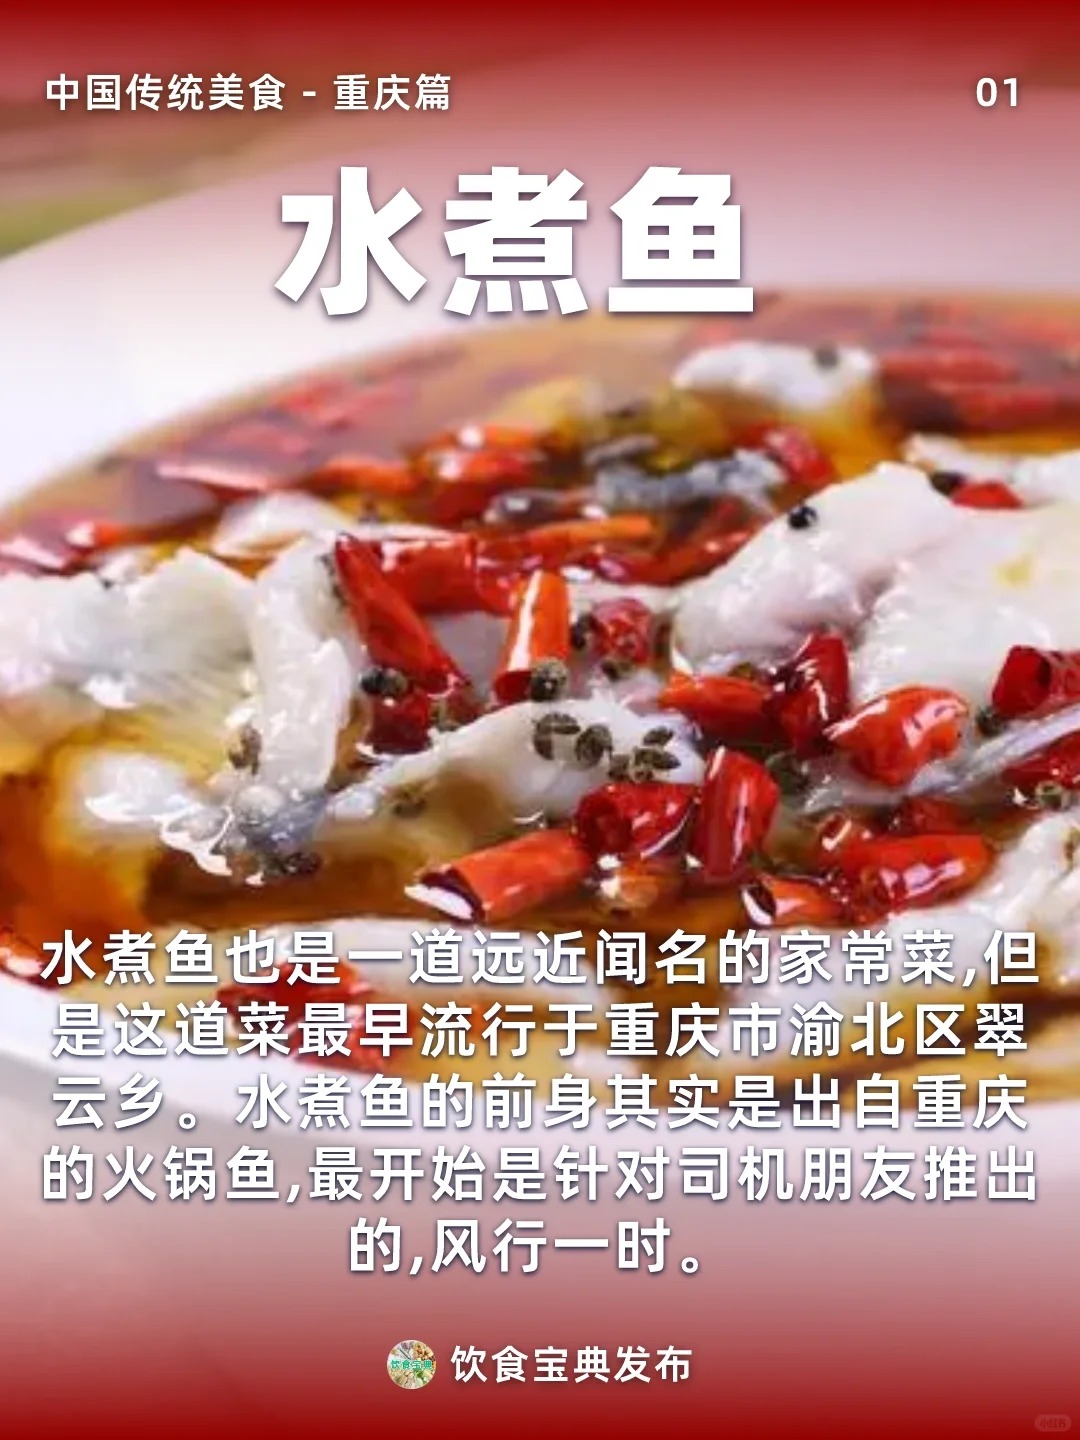 中国传统美食 - 重庆篇
01
水煮鱼
水煮鱼也是一道远近闻名的家常菜,但
是这道菜最早流行于重庆市渝北区翠
云乡。水煮鱼的前身其实是出自重庆
的火锅鱼,最开始是针对司机朋友推出
的,风行一时。
饮食宝典
饮食宝典发布